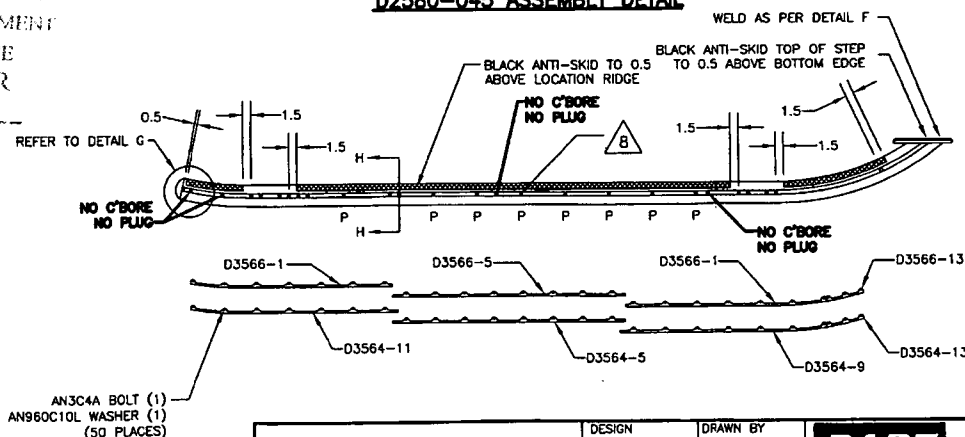 D2580-043 ASSEMBLY DETAIL
WELD AS PER DETAIL F
BLACK ANTI-SKID TO 0.5
ABOVE LOCATION RIDGE
BLACK ANTI-SKID TOP OF STEP
TO 0.5 ABOVE BOTTOM EDGE
NO C'BORE
NO PLUG
8
0.5
1.5
1.5
1.5
1.5
1.5
REFER TO DETAIL G
H
H
NO C'BORE
NO PLUG
P P P P P P P P
NO C'BORE
NO PLUG
D3566-1
D3566-5
D3566-1
D3566-13
D3564-11
D3564-5
D3564-9
D3564-13
AN3C4A BOLT (1)
AN960C10L WASHER (1)
(50 PLACES)
DESIGN
DRAWN BY